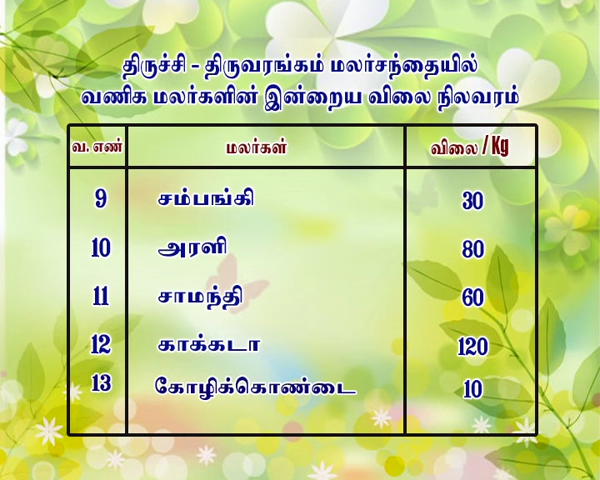 திருச்சி - திருவரங்கம் மலர்சந்தையில்
வணிக மலர்களின் இன்றைய விலை நிலவரம்
வ. எண் மலர்கள் விலை / Kg
9 சம்பங்கி 30
10 அரளி 80
11 சாமந்தி 60
12 காக்கடா 120
13 கோழிக்கொண்டை 10